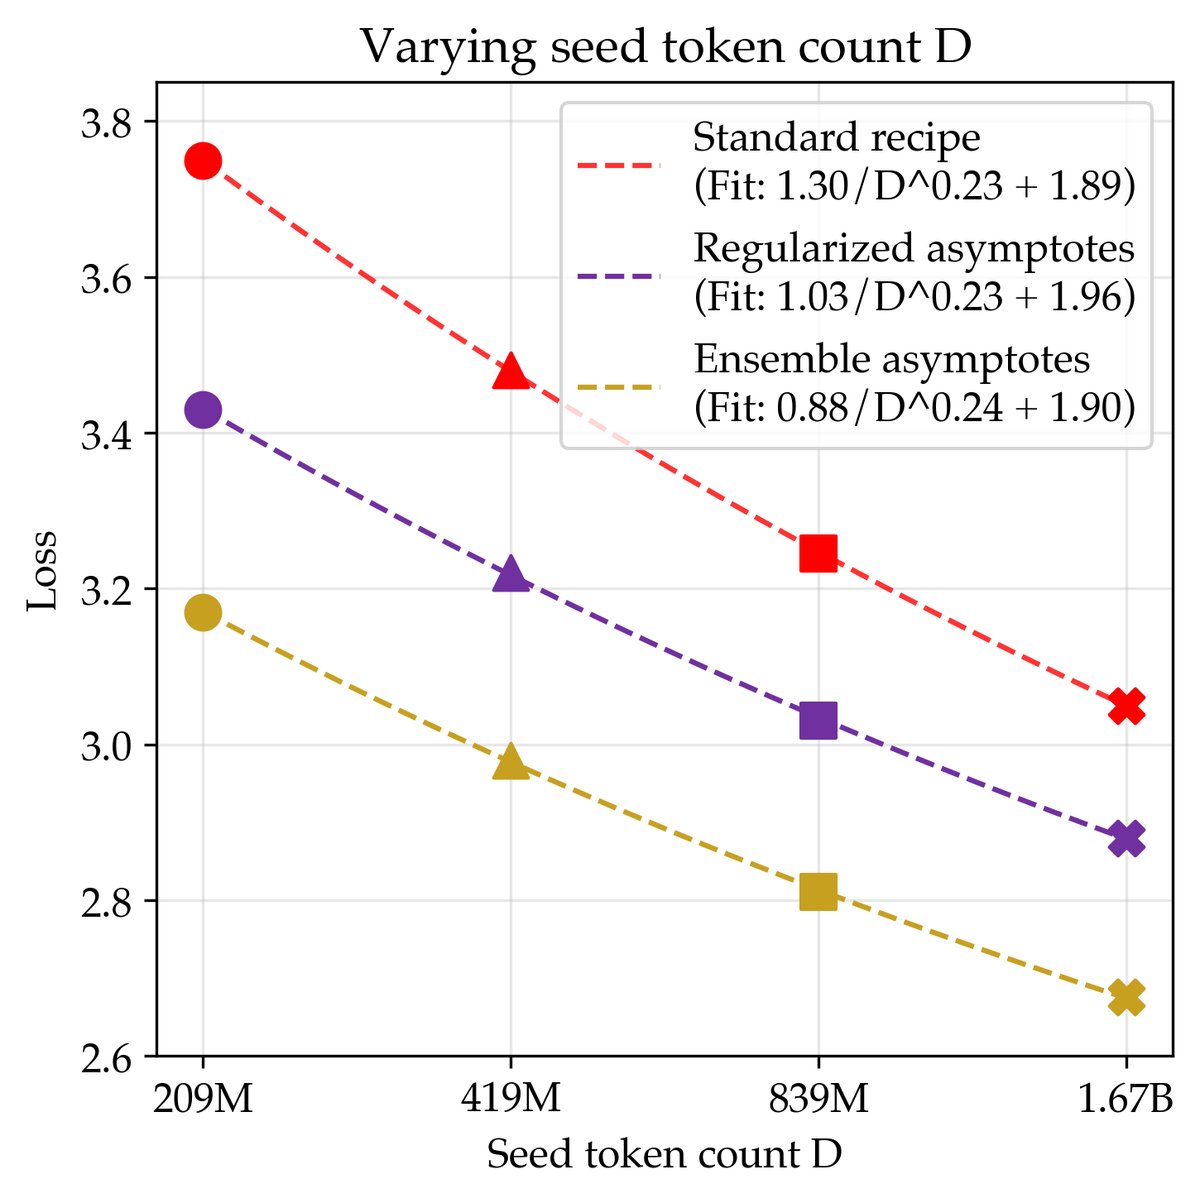 Varying seed token count D
Standard recipe
(Fit: 1.30/D^0.23 + 1.89)
Regularized asymptotes
(Fit: 1.03/D^0.23 + 1.96)
Ensemble asymptotes
(Fit: 0.88/D^0.24 + 1.90)
3.8
3.6
3.4
3.2
3.0
2.8
2.6
Loss
209M
419M
839M
1.67B
Seed token count D